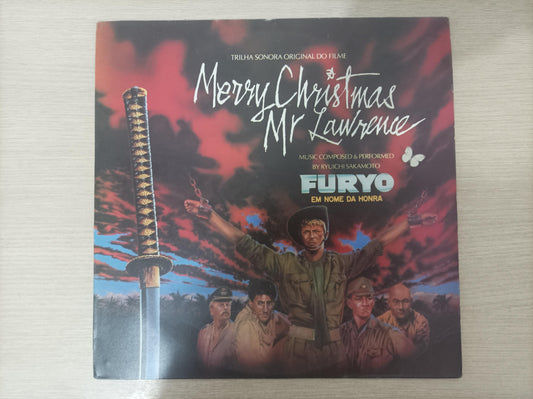 TRILHA SONORA ORIGINAL DO FILME
Merry Christmas
Mr Lawrence
MUSIC COMPOSED & PERFORMED
BY RYUICHI SAKAMOTO
FURYO
EM NOME DA HONRA